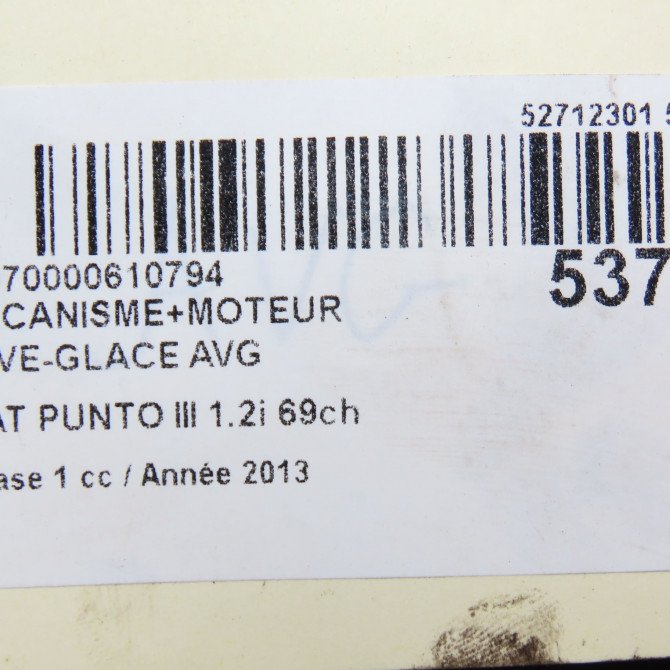 52712301 5
70000610794
537
CANISME+MOTEUR
VE-GLACE AVG
AT PUNTO III 1.2i 69ch
ase 1 cc / Année 2013